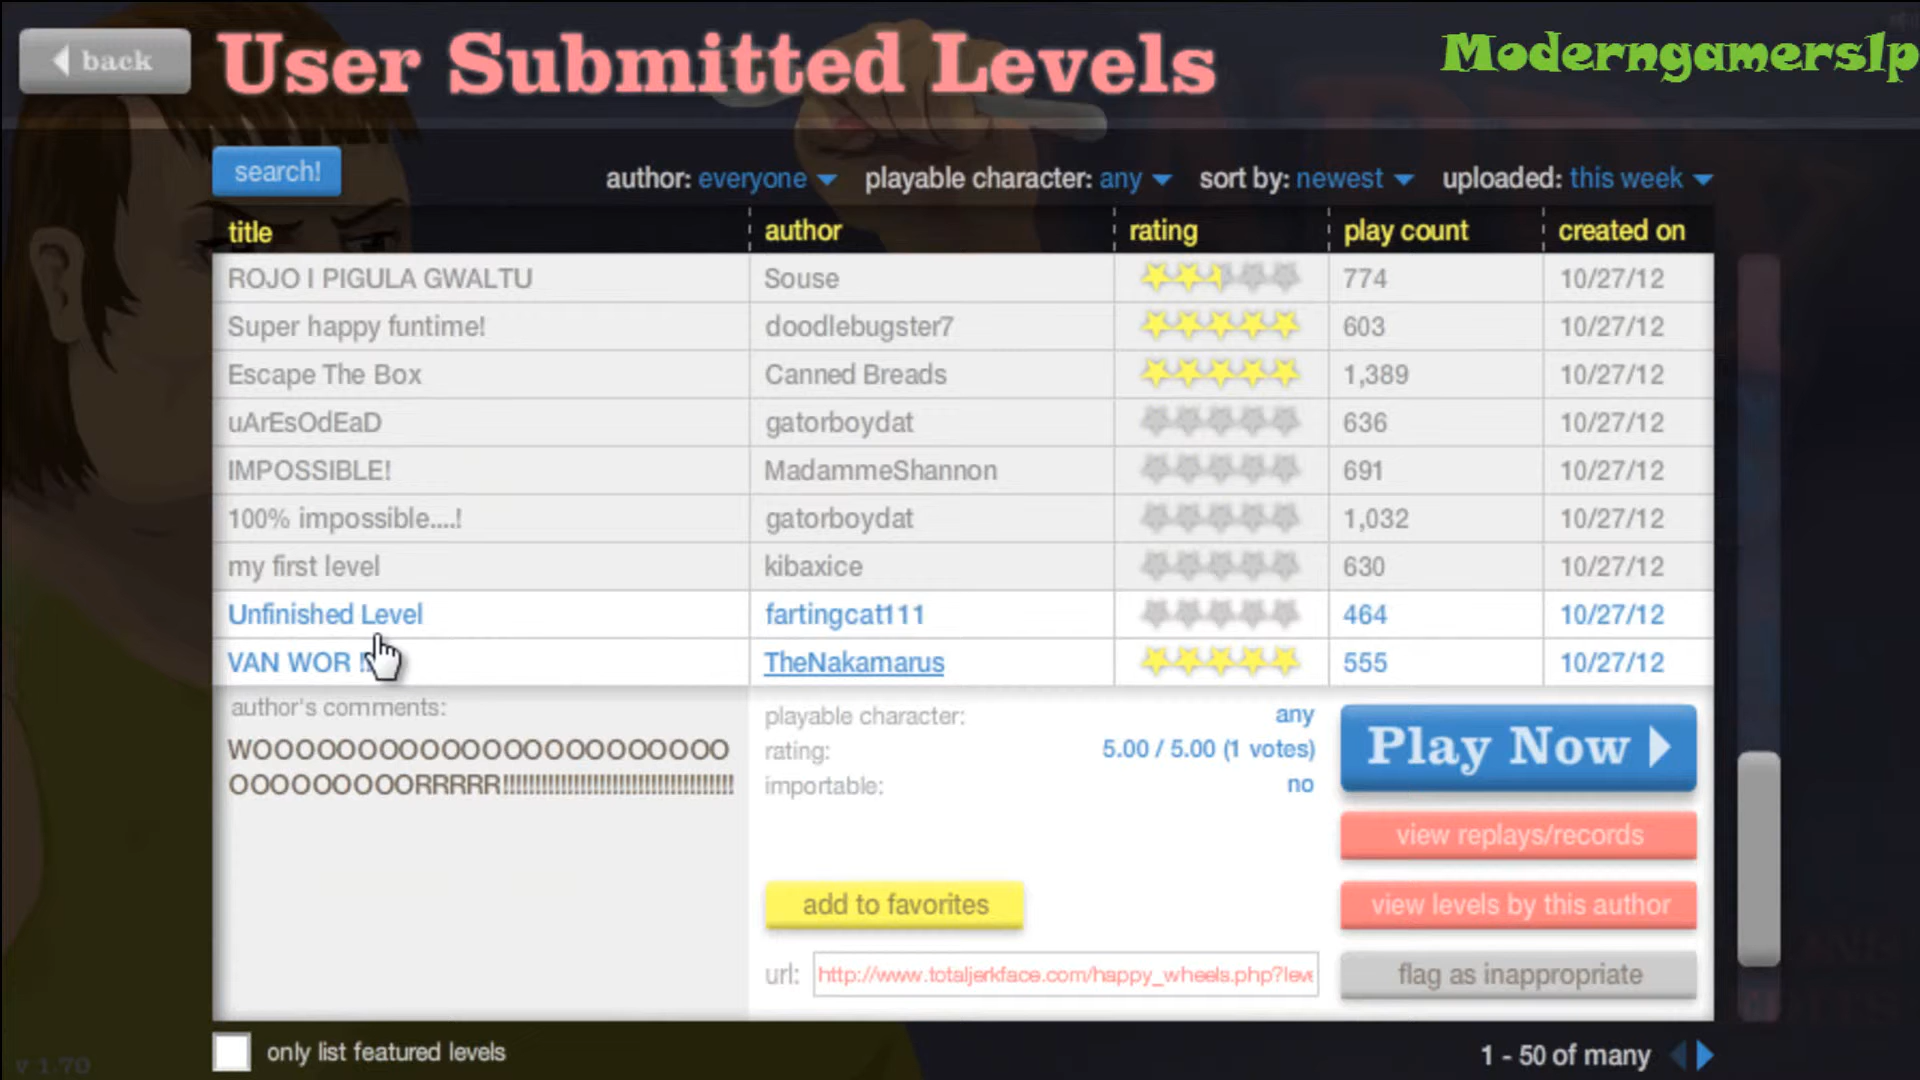 back
User Submitted Levels
Moderngamerslp
search!
author: everyone playable character: any sort by: newest uploaded: this week
title author rating play count created on
ROJO I PIGULA GWALTU Souse 774 10/27/12
Super happy funtime! doodlebugster7 603 10/27/12
Escape The Box Canned Breads 1,389 10/27/12
uArEsOdEaD gatorboydat 636 10/27/12
IMPOSSIBLE! MadammeShannon 691 10/27/12
100% impossible....! gatorboydat 1,032 10/27/12
my first level kibaxice 630 10/27/12
Unfinished Level fartingcat111 464 10/27/12
VAN WOR TheNakamarus 555 10/27/12
author's comments:
playable character: any
rating: 5.00 / 5.00 (1 votes)
importable: no
Play Now
view replays/records
add to favorites
view levels by this author
url: http://www.totaljerkface.com/happy_wheels.php?leve
flag as inappropriate
only list featured levels
1 - 50 of many
v 1.70